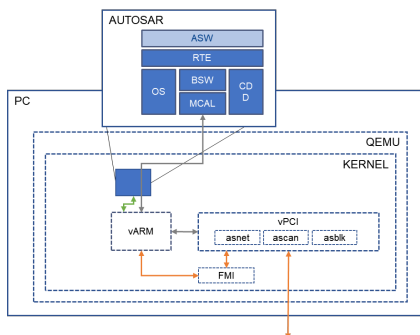 AUTOSAR
ASW
RTE
OS
BSW
CD
D
MCAL
PC
QEMU
KERNEL
vARM
vPCI
asnet
ascan
asblk
FMI